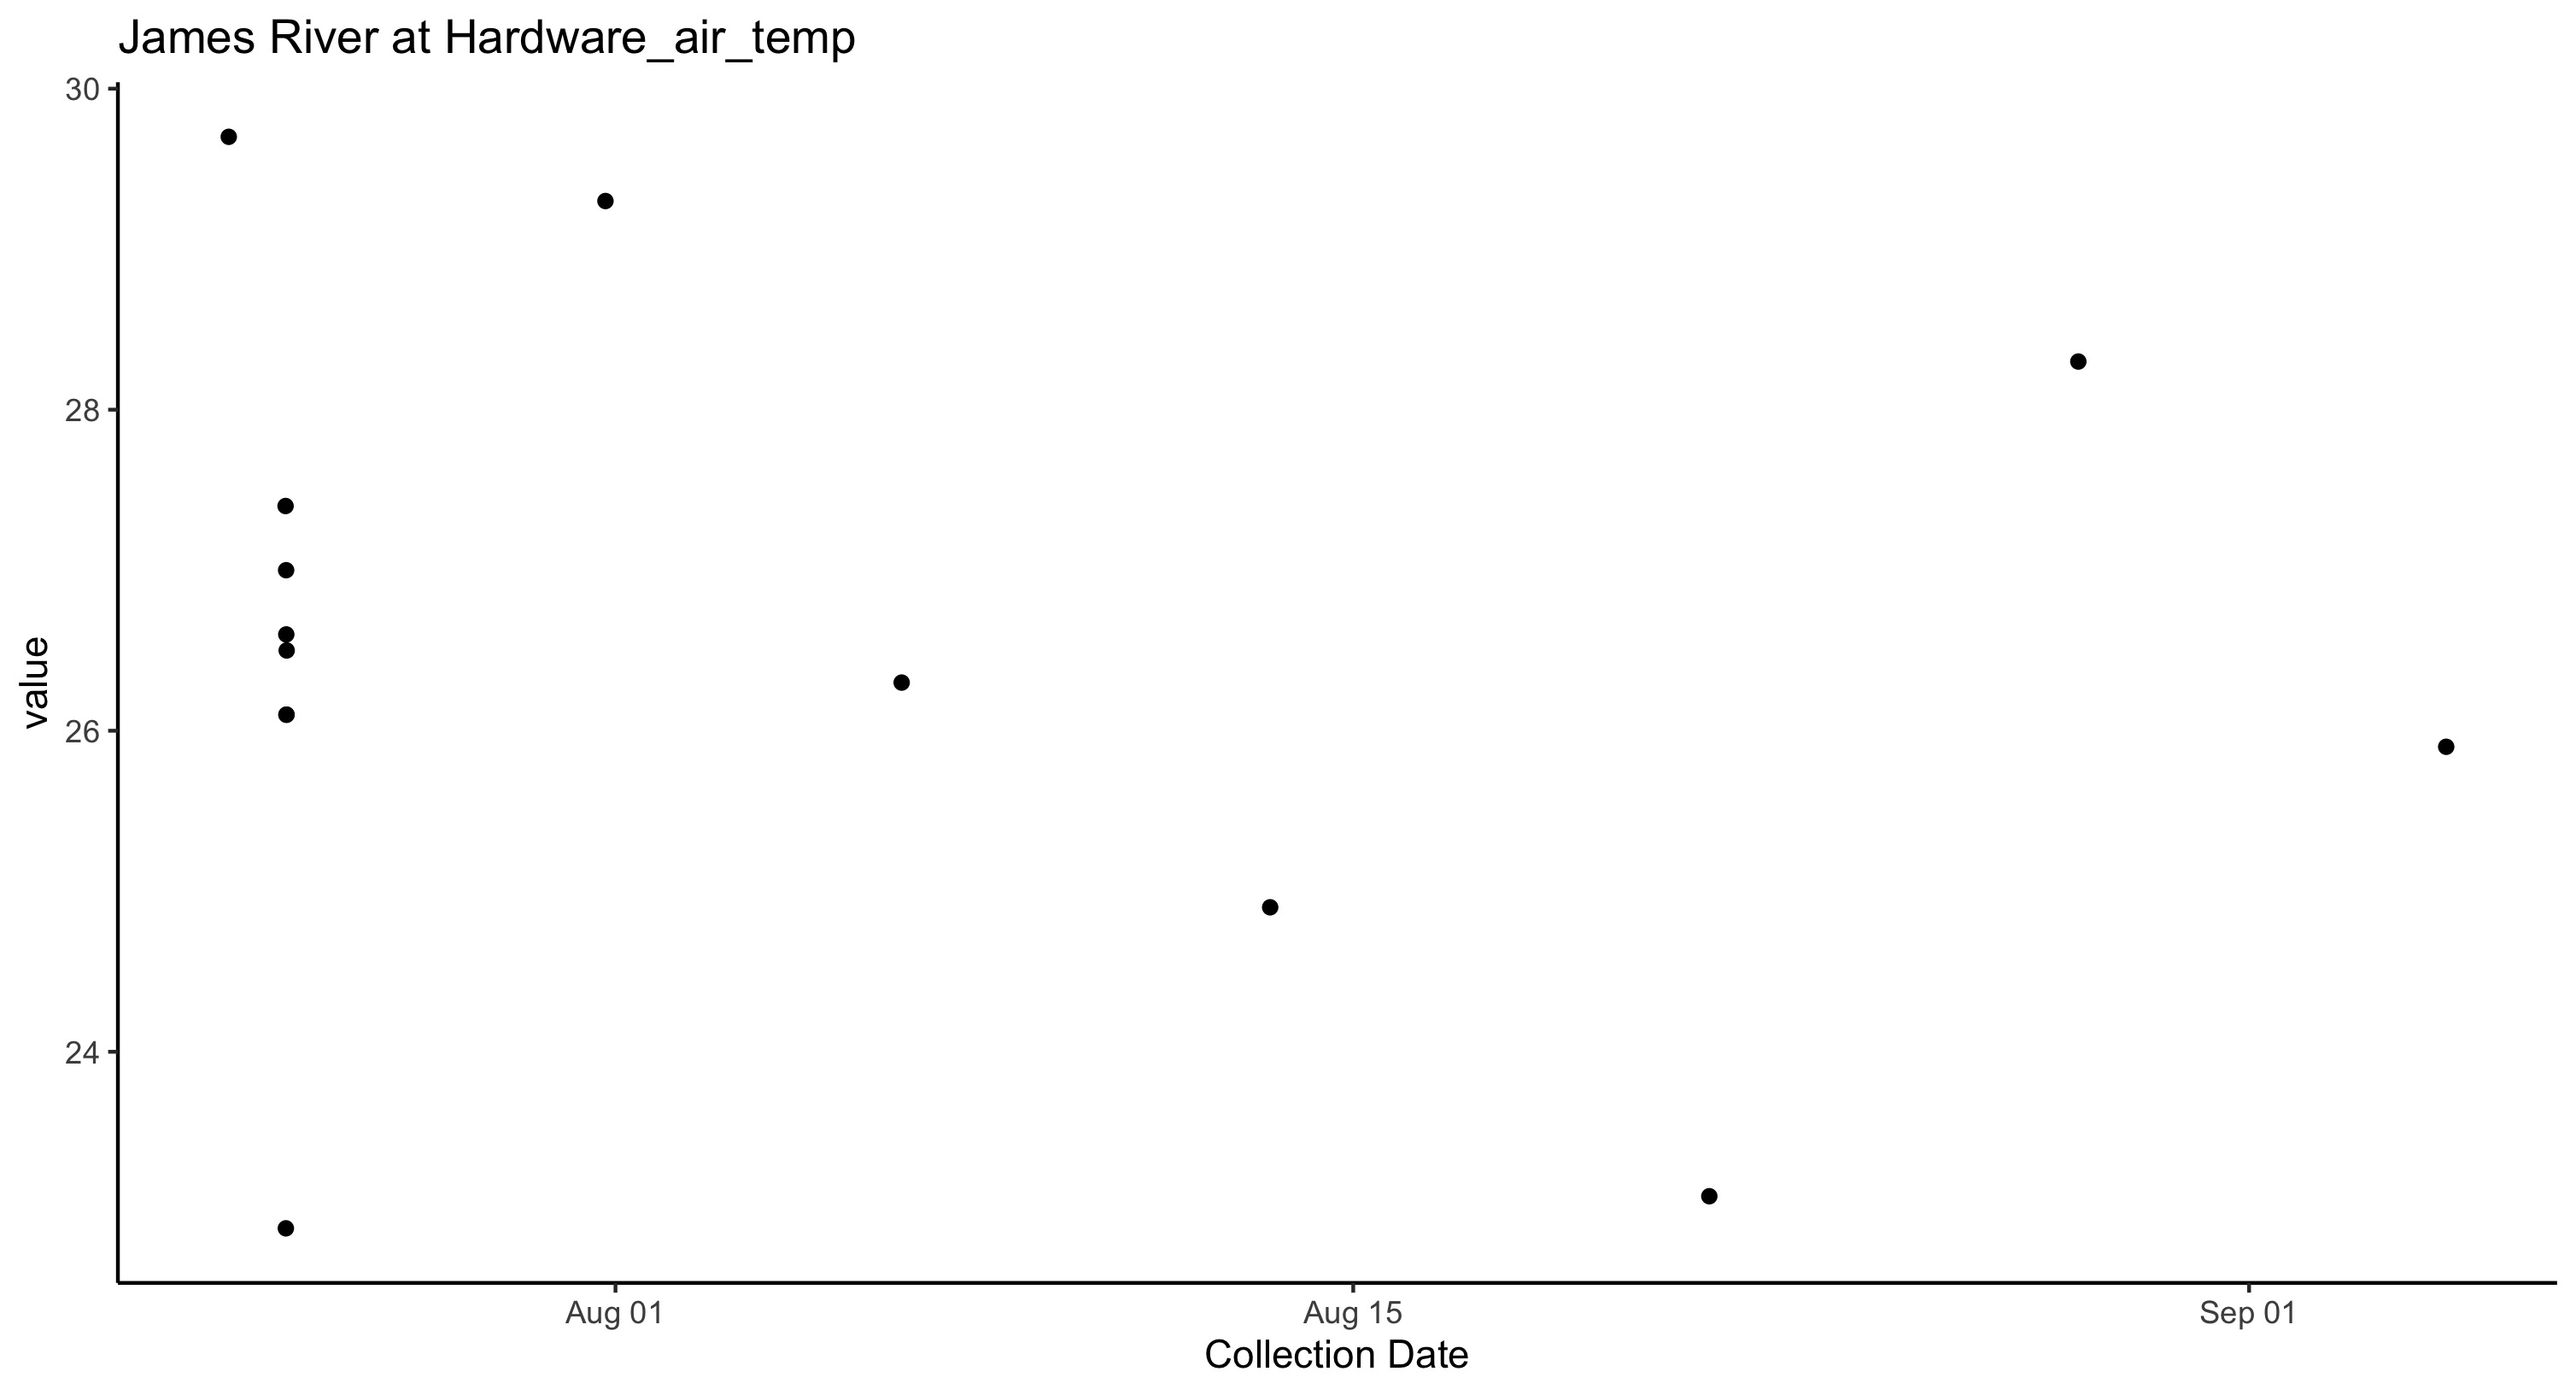 James River at Hardware_air_temp
30
28
26
24
value
Aug 01
Aug 15
Sep 01
Collection Date